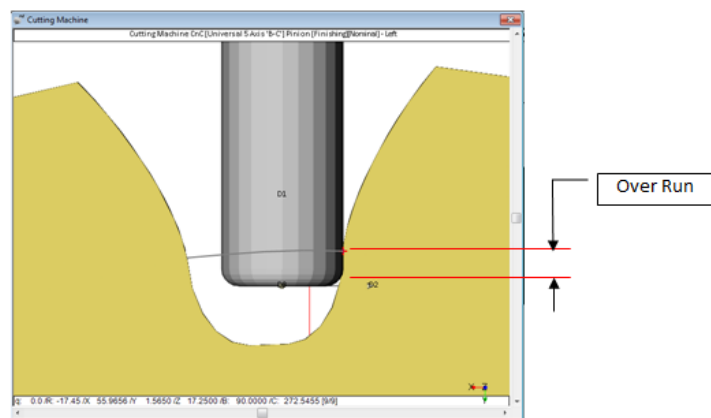 Cutting Machine
Cutting Machine CnC [Universal 5 Axis "B-C"] Pinion [Finishing][Nominal] - Left
D1
Over Run
D2
0.0 /R: -17.45 /X 55.9656 /Y 1.5650 /Z 17.2500 /B: 90.0000 /C: 272.5455 [9/9]